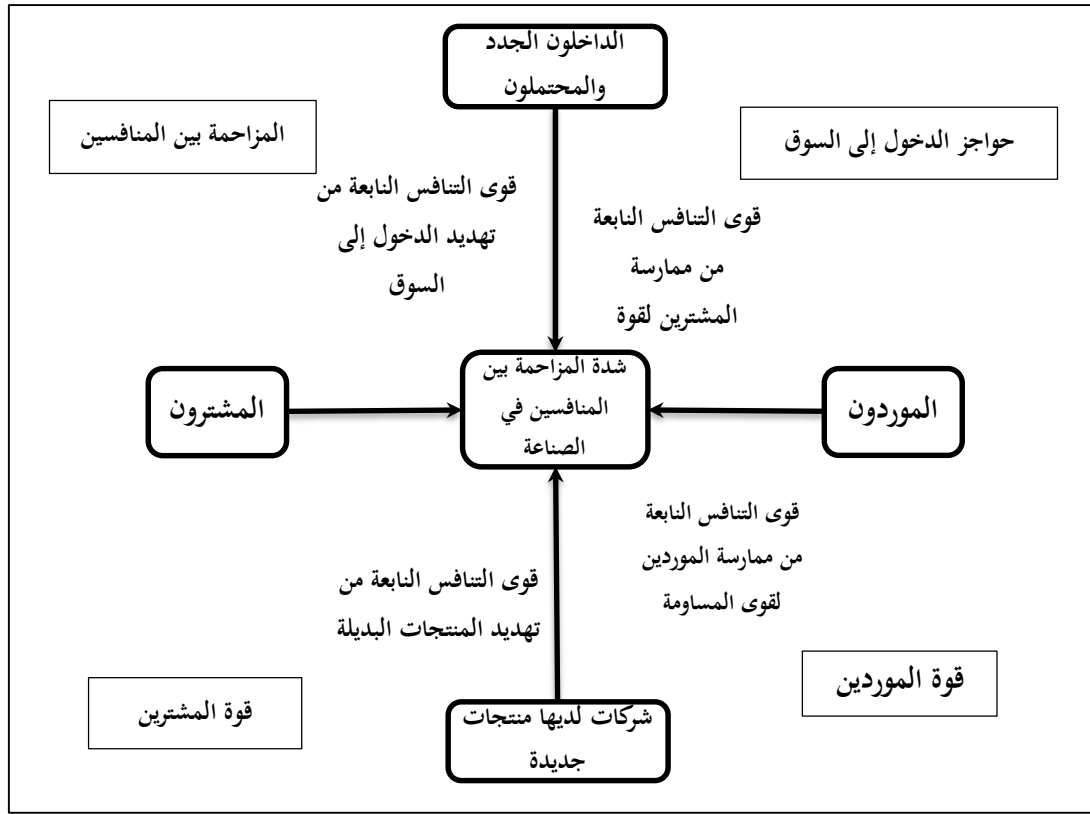 الداخلون الجدد
والمحتملون
حواجز الدخول إلى السوق
المزاحمة بين المنافسين
قوى التنافس النابعة
من ممارسة
المشترين لقوة
قوى التنافس النابعة من
تهديد الدخول إلى
السوق
الموردون
شدة المزاحمة بين
المنافسين في
الصناعة
المشترون
قوى التنافس النابعة
من ممارسة الموردين
لقوى المساومة
قوى التنافس النابعة من
تهديد المنتجات البديلة
قوة الموردين
قوة المشترين
شركات لديها منتجات
جديدة